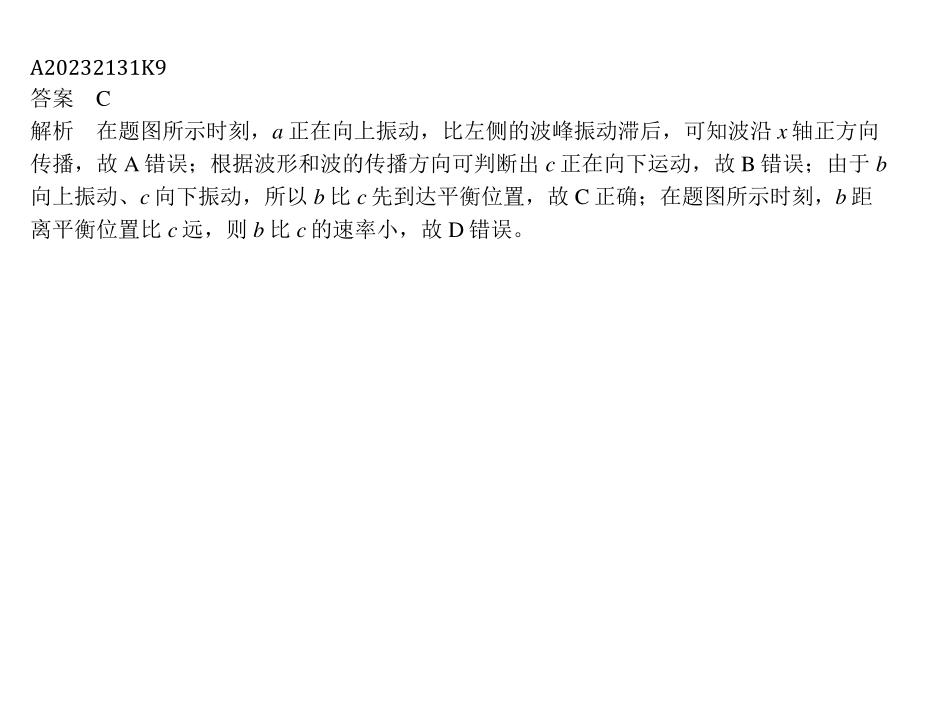 A20232131K9
答案　C
解析　在题图所示时刻，a 正在向上振动，比左侧的波峰振动滞后，可知波沿 x 轴正方向
传播，故 A 错误；根据波形和波的传播方向可判断出 c 正在向下运动，故 B 错误；由于 b
向上振动、c 向下振动，所以 b 比 c 先到达平衡位置，故 C 正确；在题图所示时刻，b 距
离平衡位置比 c 远，则 b 比 c 的速率小，故 D 错误。